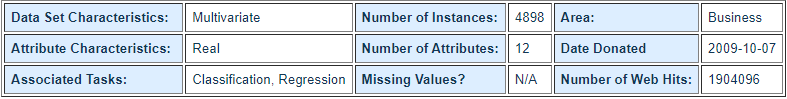 Data Set Characteristics: Multivariate Number of Instances: 4898 Area: Business
Attribute Characteristics: Real Number of Attributes: 12 Date Donated 2009-10-07
Associated Tasks: Classification, Regression Missing Values? N/A Number of Web Hits: 1904096